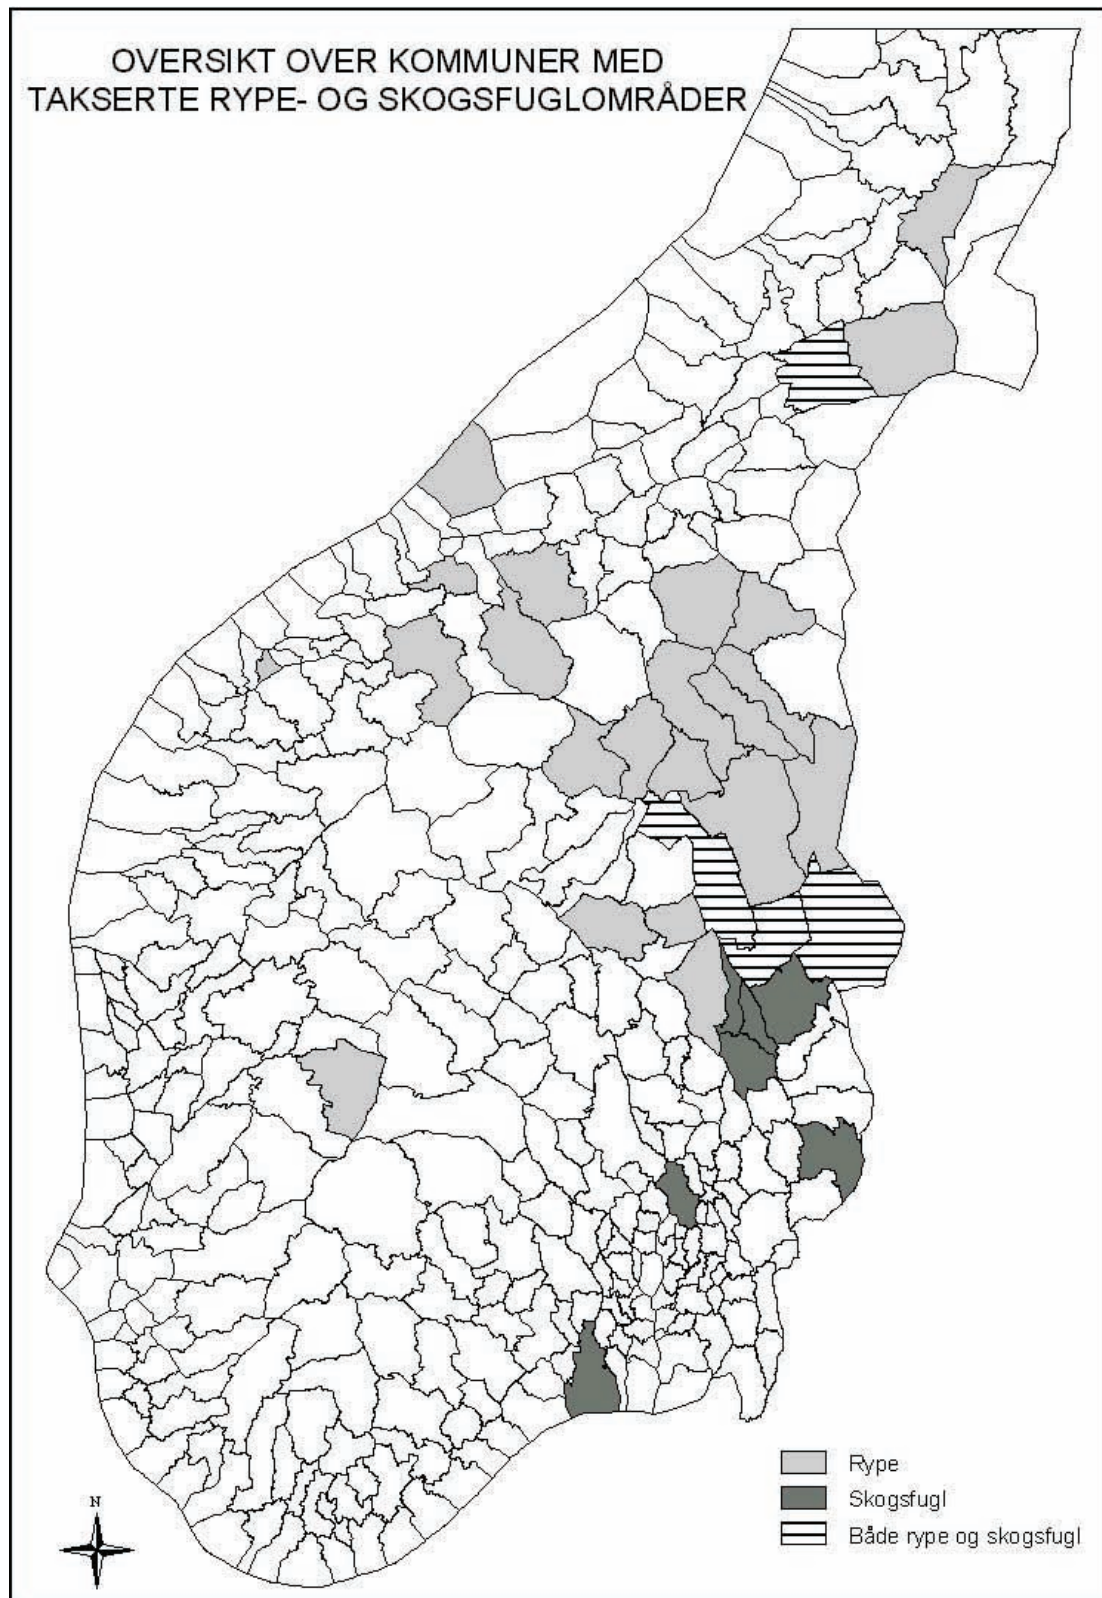 OVERSIKT OVER KOMMUNER MED
TAKSERTE RYPE- OG SKOGSFUGLOMRÅDER
Rype
Skogsfugl
Både rype og skogsfugl
N